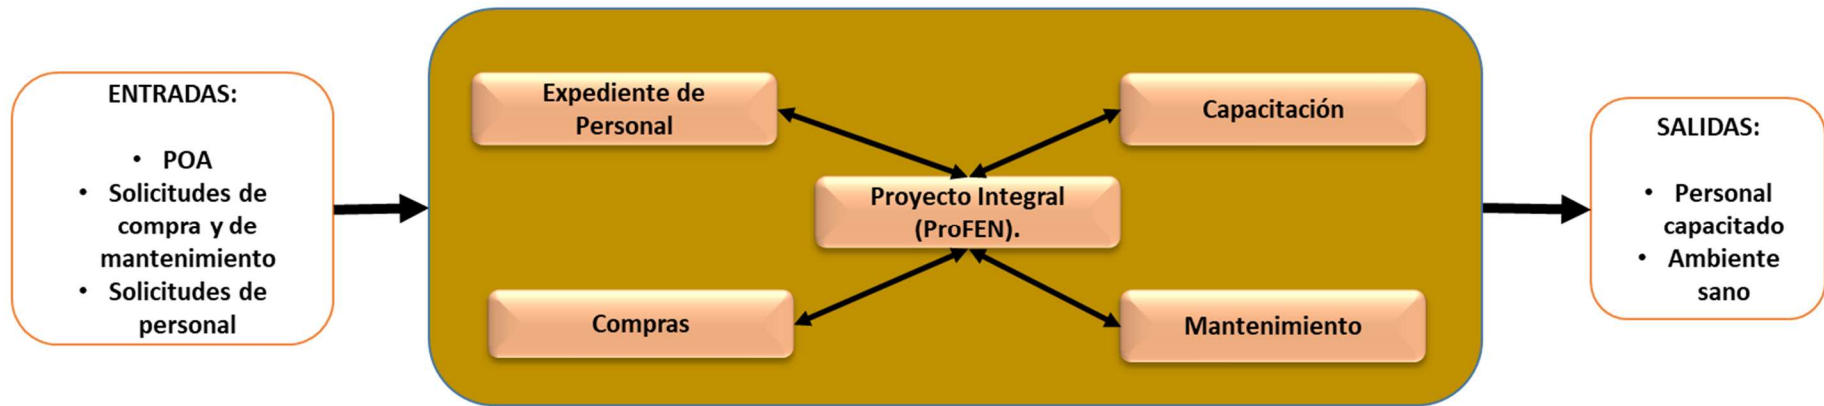 ENTRADAS:
• POA
• Solicitudes de
compra y de
mantenimiento
• Solicitudes de
personal
Expediente de
Personal
Capacitación
Proyecto Integral
(ProFEN).
Compras
Mantenimiento
SALIDAS:
• Personal
capacitado
• Ambiente
sano